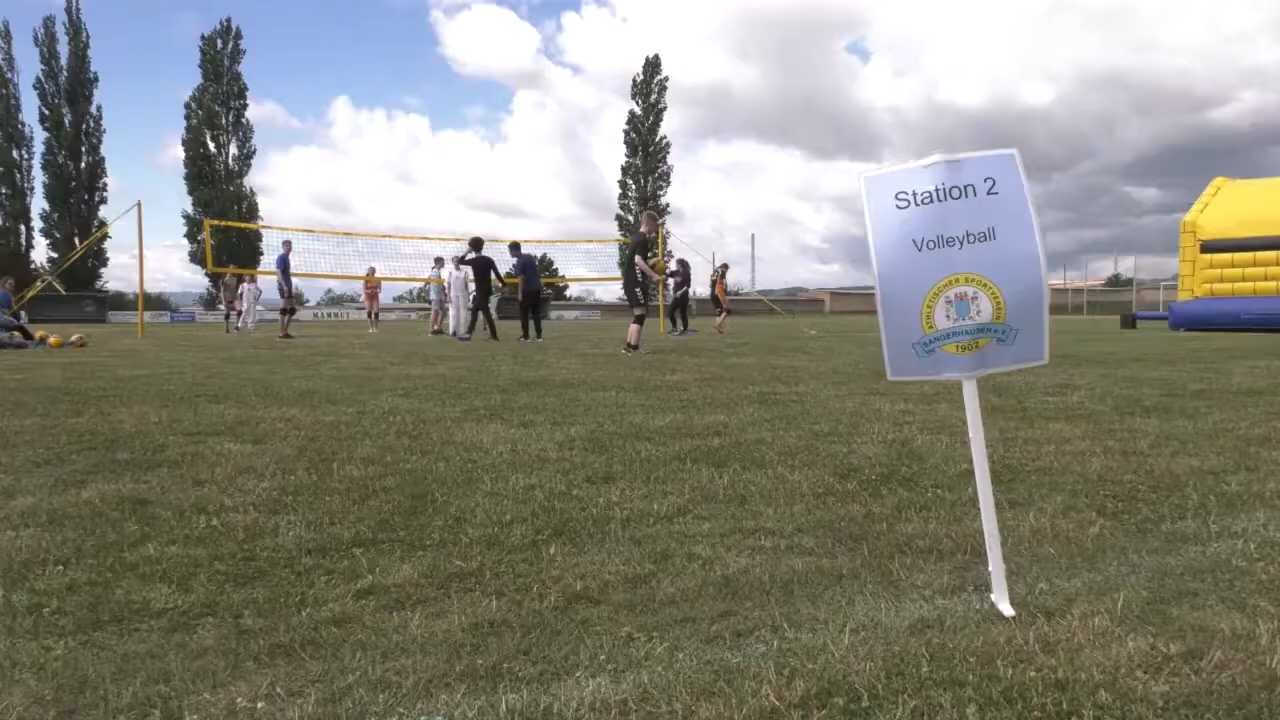 Station 2
Volleyball
ATHLETISCHER SPORTVEREIN
SANGERHAUSEN e.V.
1902
MAMMUT